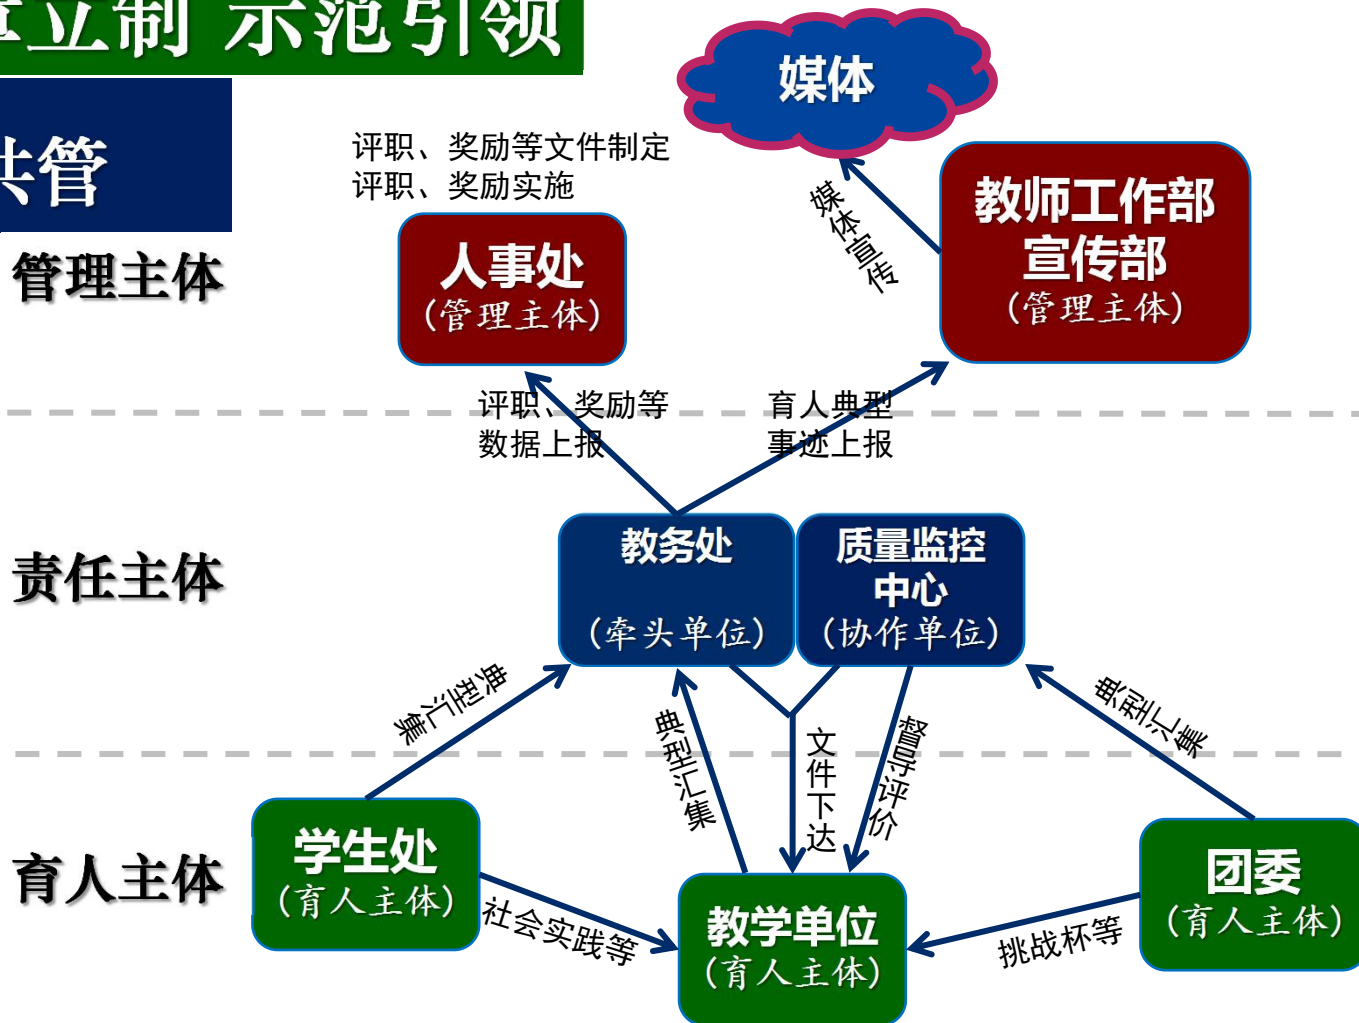 立制 示范引领
共管
媒体
评职、奖励等文件制定
评职、奖励实施
媒体宣传
教师工作部
宣传部
(管理主体)
人事处
(管理主体)
管理主体
评职、奖励等
数据上报
育人典型
事迹上报
责任主体
教务处
(牵头单位)
质量监控
中心
(协作单位)
典型汇集
典型汇集
文件下达
督导评价
典型汇集
育人主体
学生处
(育人主体)
社会实践等
教学单位
(育人主体)
挑战杯等
团委
(育人主体)